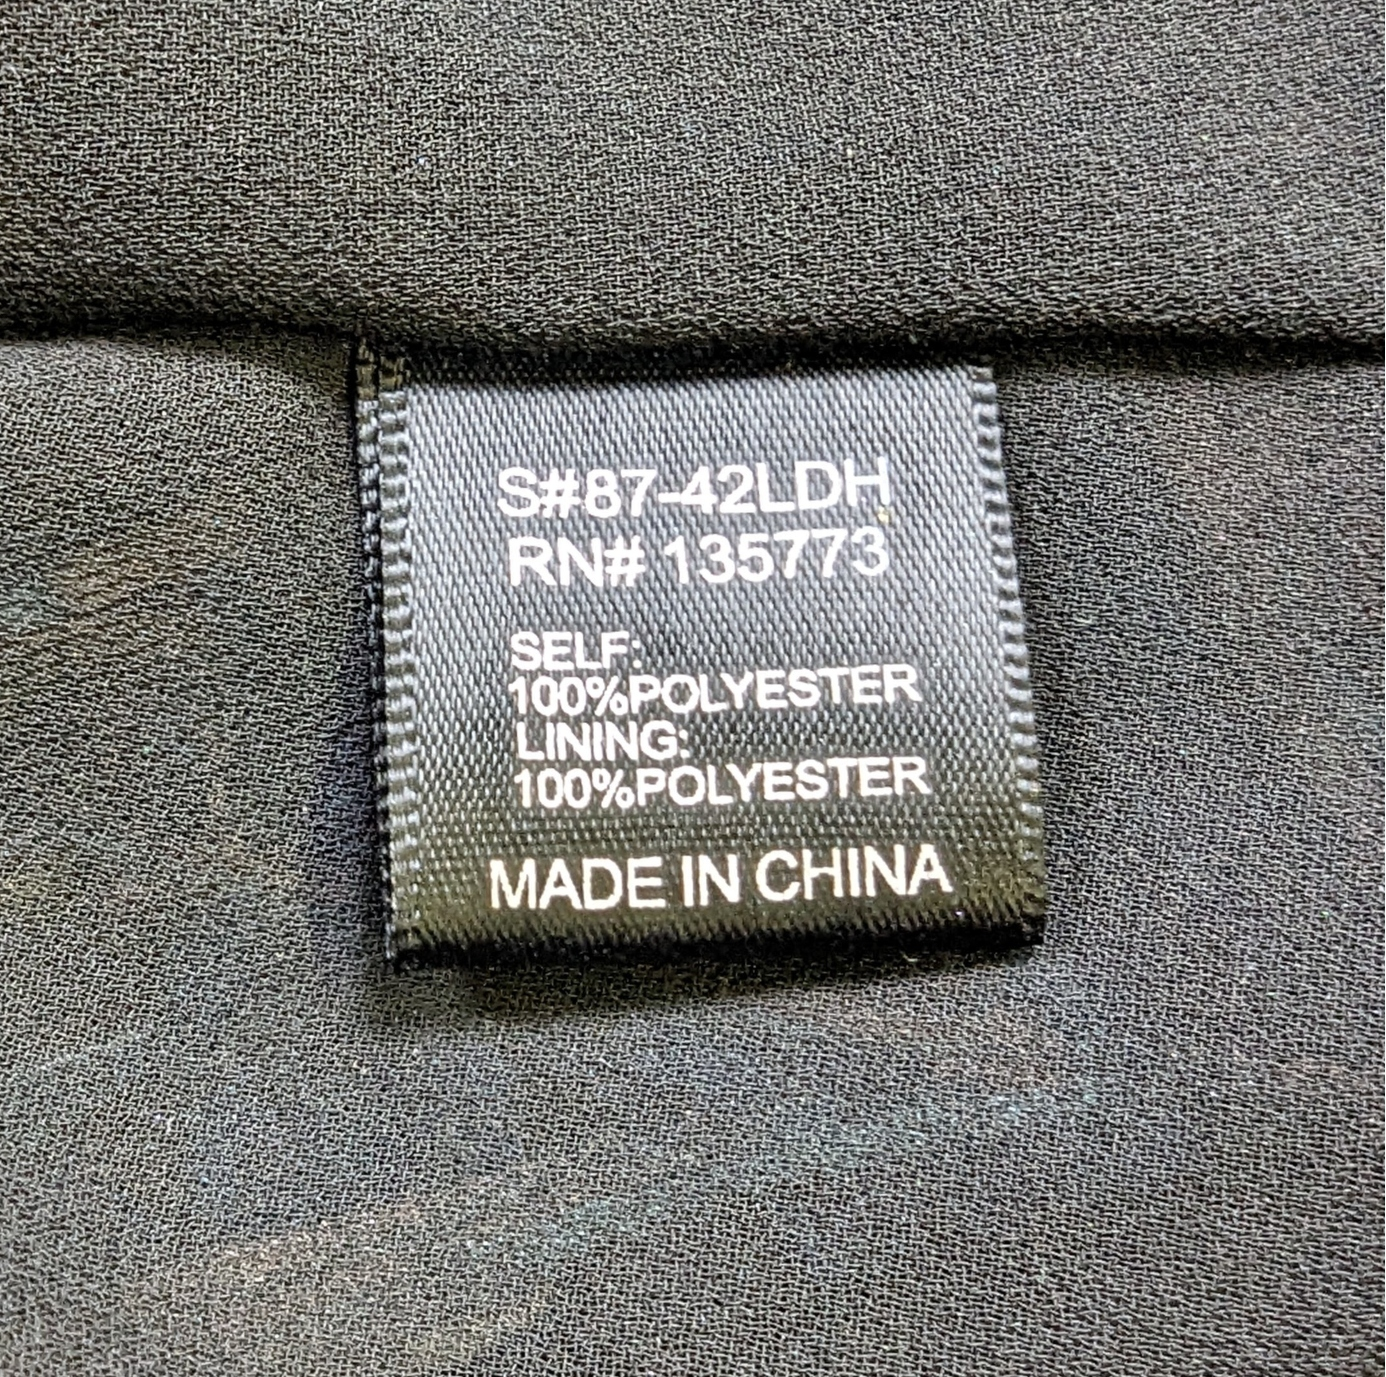 S#87-42LDH
RN# 135773
SELF:
100%POLYESTER
LINING:
100%POLYESTER
MADE IN CHINA